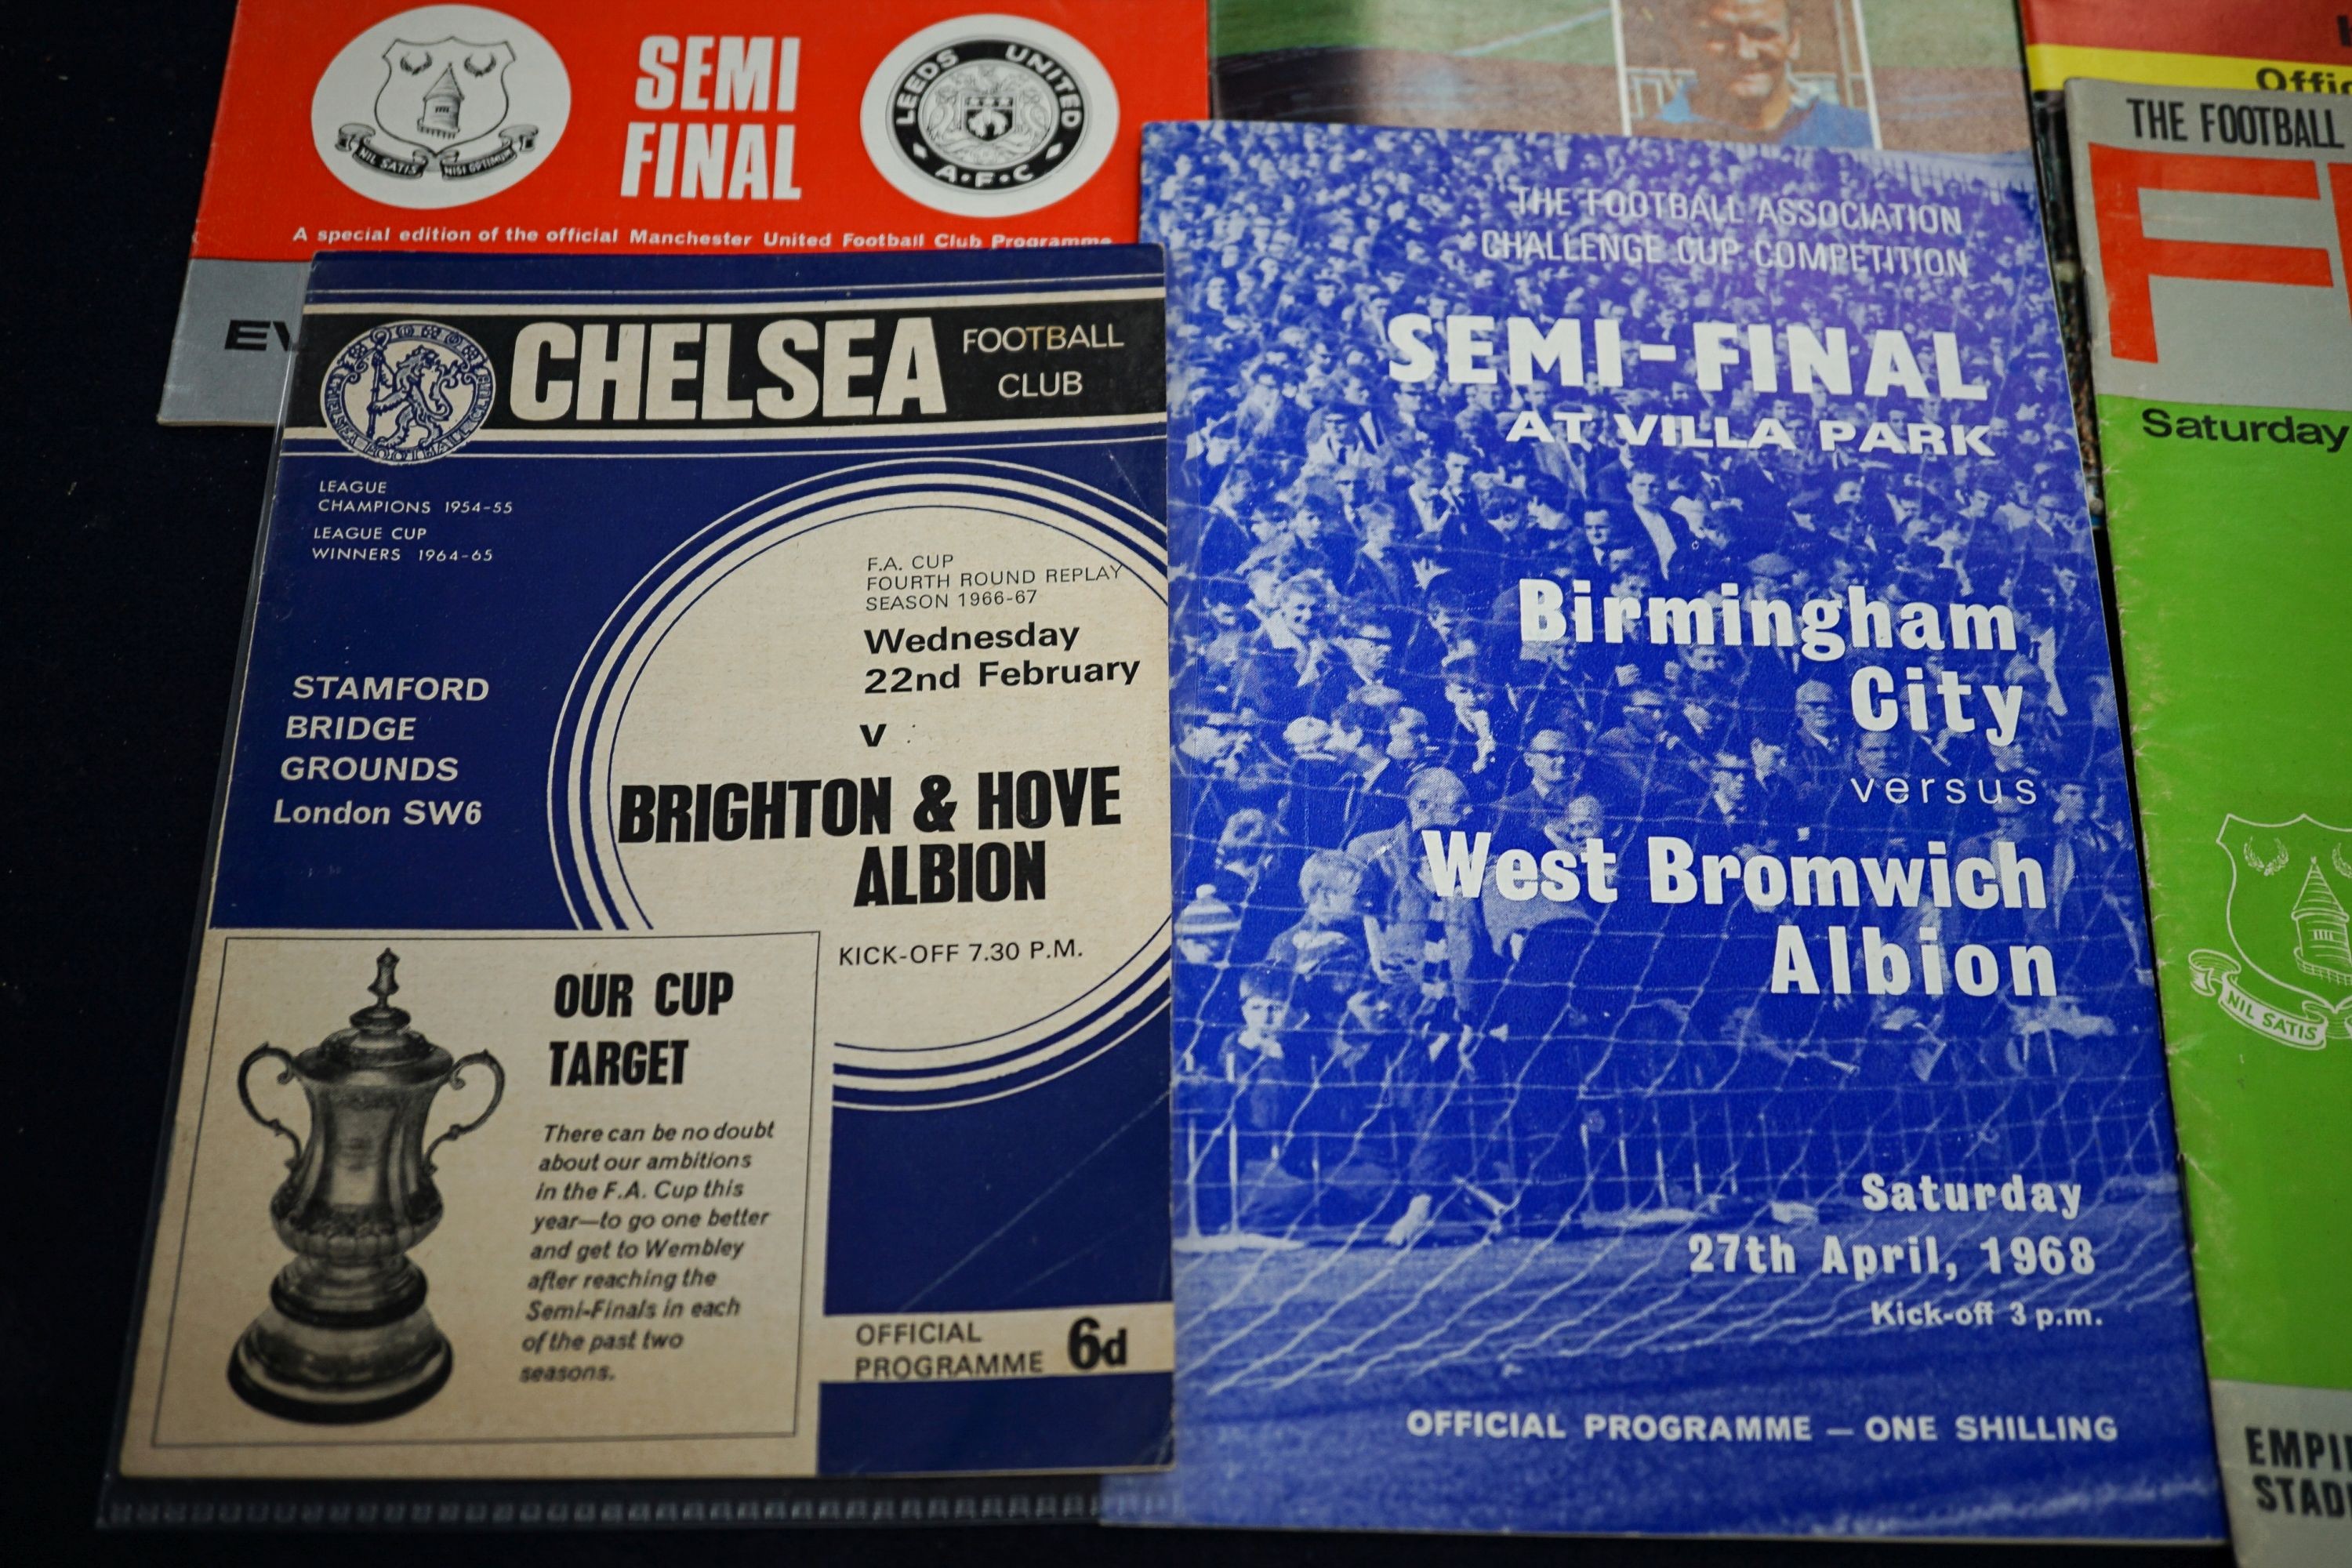 SEMI
FINAL
NIL SATIS NISI OPTIMUM
LEEDS UNITED
A.F.C
A special edition of the official Manchester United Football Club Programme
CHELSEA
FOOTBALL
CLUB
LEAGUE
CHAMPIONS 1954-55
LEAGUE CUP
WINNERS 1964-65
F.A. CUP
FOURTH ROUND REPLAY
SEASON 1966-67
Wednesday
22nd February
v
BRIGHTON & HOVE
ALBION
KICK-OFF 7.30 P.M.
STAMFORD
BRIDGE
GROUNDS
London SW6
OUR CUP
TARGET
There can be no doubt
about our ambitions
in the F.A. Cup this
year—to go one better
and get to Wembley
after reaching the
Semi-Finals in each
of the past two
seasons.
OFFICIAL
PROGRAMME 6d
THE FOOTBALL ASSOCIATION
CHALLENGE CUP COMPETITION
SEMI-FINAL
AT VILLA PARK
Birmingham
City
versus
West Bromwich
Albion
Saturday
27th April, 1968
Kick-off 3 p.m.
OFFICIAL PROGRAMME — ONE SHILLING
THE FOOTBALL
Saturday
NIL SATIS